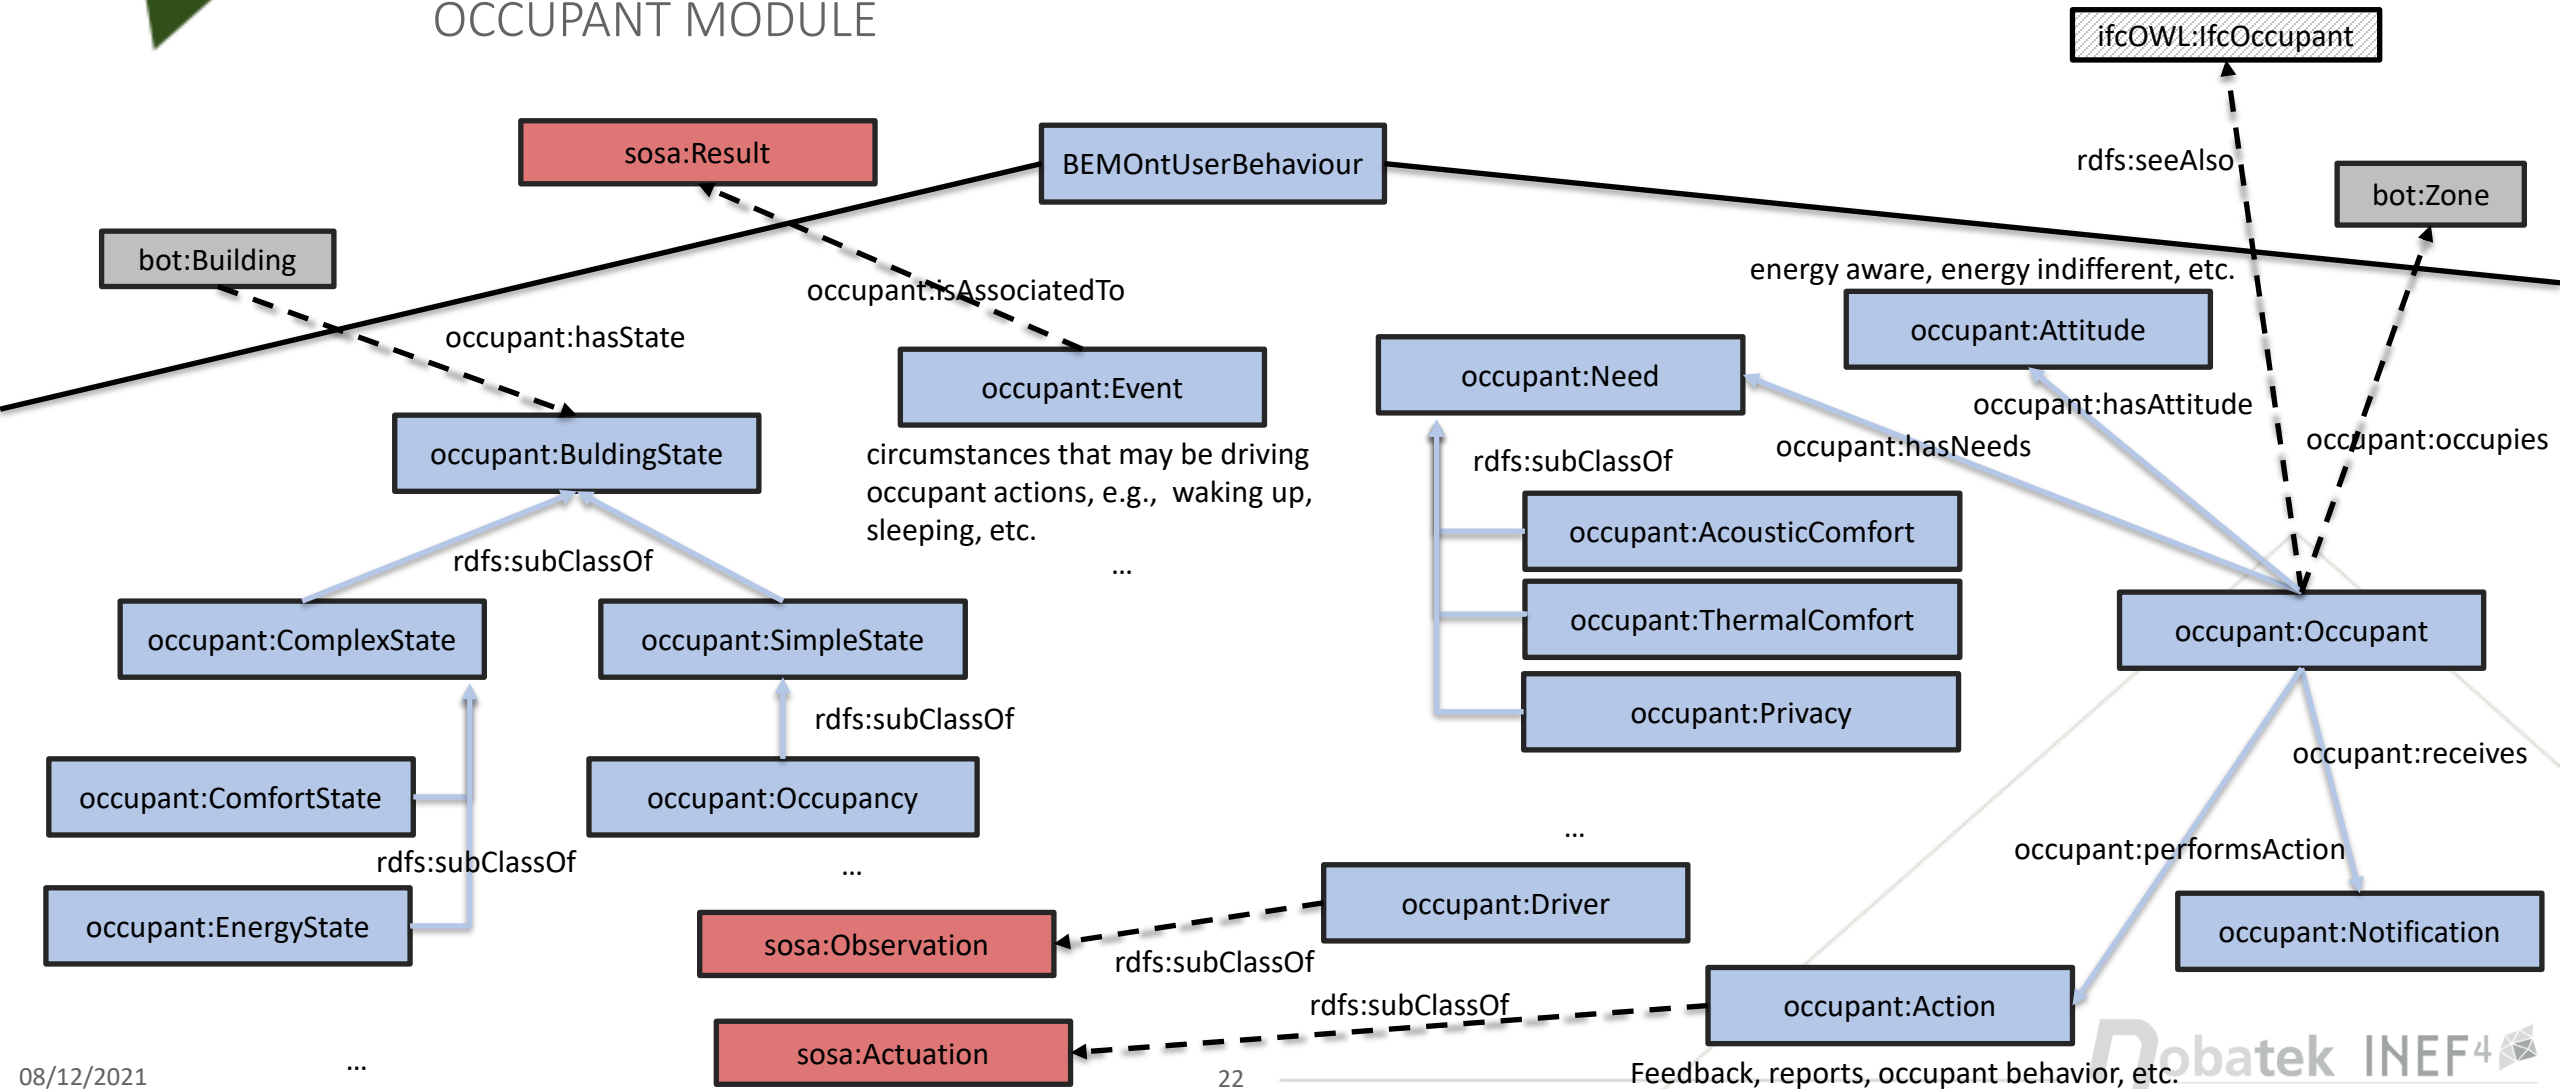 OCCUPANT MODULE
ifcOWL:IfcOccupant
sosa:Result
BEMOntUserBehaviour
rdfs:seeAlso
bot:Zone
bot:Building
occupant:isAssociatedTo
energy aware, energy indifferent, etc.
occupant:hasState
occupant:Attitude
occupant:Event
occupant:Need
occupant:hasAttitude
occupant:hasNeeds
occupant:occupies
occupant:BuldingState
circumstances that may be driving
occupant actions, e.g., waking up,
sleeping, etc.
...
rdfs:subClassOf
occupant:AcousticComfort
rdfs:subClassOf
occupant:ThermalComfort
occupant:ComplexState
occupant:SimpleState
occupant:Occupant
rdfs:subClassOf
occupant:Privacy
occupant:receives
occupant:ComfortState
occupant:Occupancy
...
rdfs:subClassOf
...
occupant:performsAction
occupant:EnergyState
occupant:Driver
sosa:Observation
rdfs:subClassOf
occupant:Notification
rdfs:subClassOf
occupant:Action
sosa:Actuation
...
Feedback, reports, occupant behavior, etc.
08/12/2021
22
nobatek INEF4